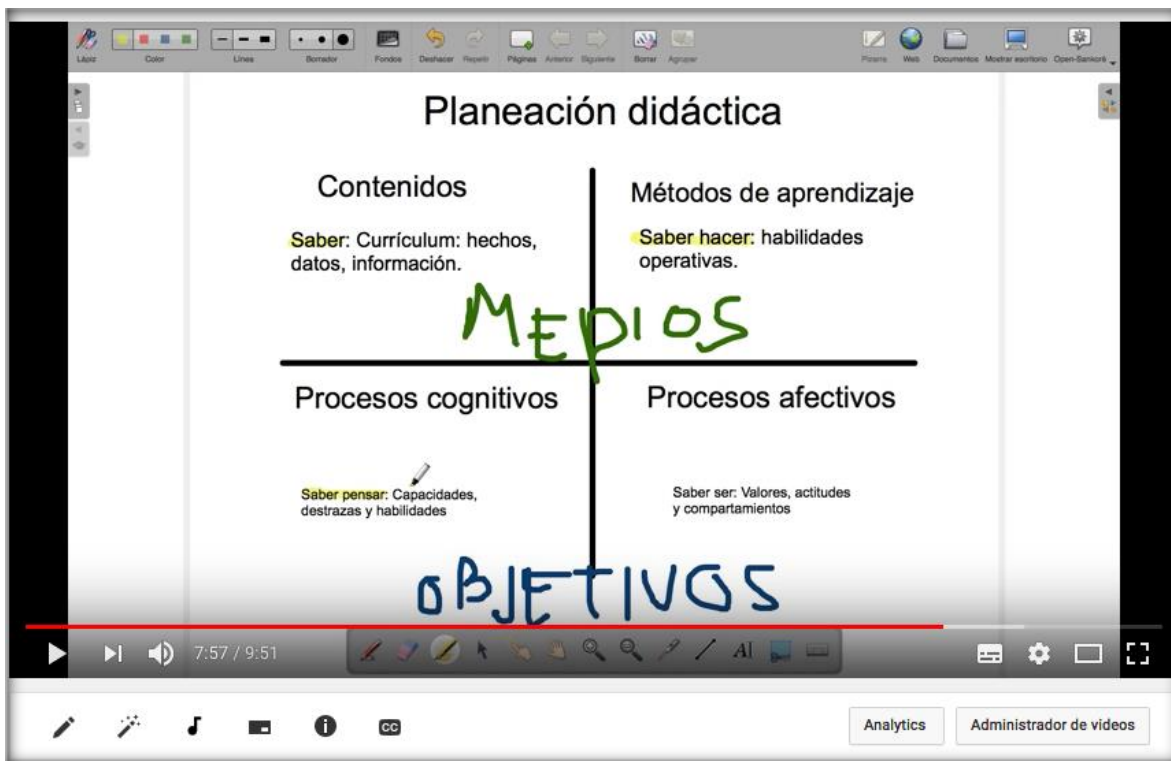 Lápiz Color Línea Borrador Fondos Deshacer Repetir Páginas Anterior Siguiente Borrar Agrupar Pizarra Web Documentos Mostrar escritorio Open-Sankoré
Planeación didáctica
Contenidos
Saber: Currículum: hechos,
datos, información.
Métodos de aprendizaje
Saber hacer: habilidades
operativas.
MEDIOS
Procesos cognitivos
Saber pensar: Capacidades,
destrazas y habilidades
Procesos afectivos
Saber ser: Valores, actitudes
y compartamientos
OBJETIVOS
7:57 / 9:51
AI
CC
Analytics
Administrador de videos